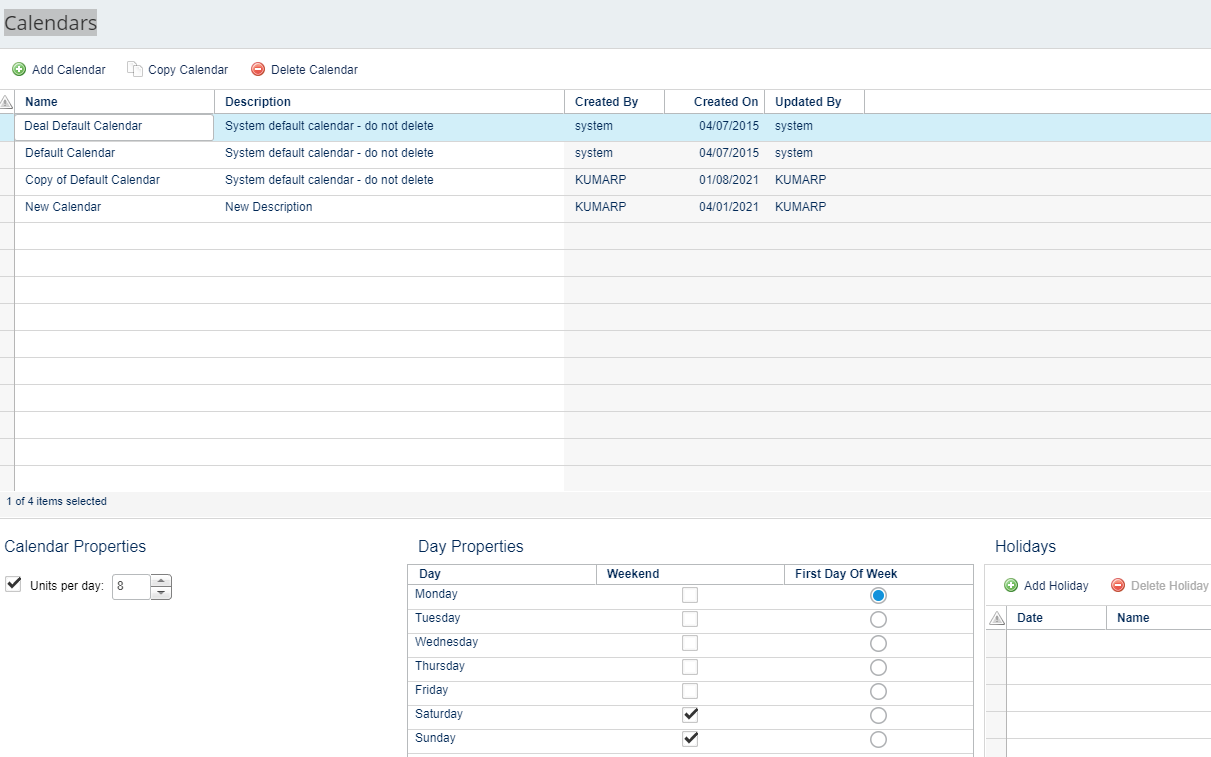 Calendars
Add Calendar Copy Calendar Delete Calendar
Name Description Created By Created On Updated By
Deal Default Calendar System default calendar - do not delete system 04/07/2015 system
Default Calendar System default calendar - do not delete system 04/07/2015 system
Copy of Default Calendar System default calendar - do not delete KUMARP 01/08/2021 KUMARP
New Calendar New Description KUMARP 04/01/2021 KUMARP
1 of 4 items selected
Calendar Properties
Units per day: 8
Day Properties
Day Weekend First Day Of Week
Monday
Tuesday
Wednesday
Thursday
Friday
Saturday
Sunday
Holidays
Add Holiday Delete Holiday
Date Name